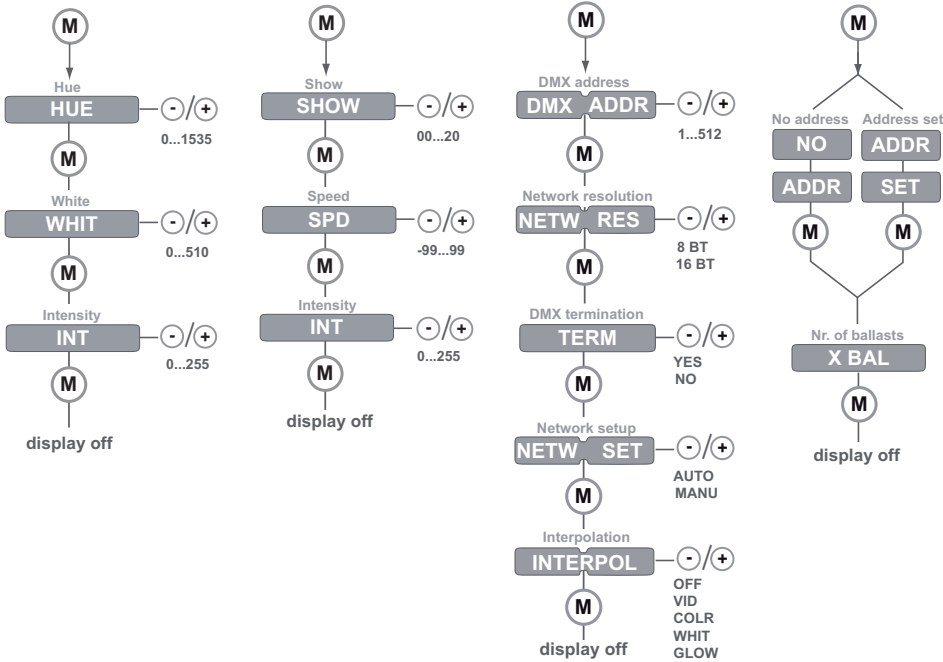 M
Hue
HUE
- / +
0...1535
M
White
WHIT
- / +
0...510
M
Intensity
INT
- / +
0...255
M
display off
M
Show
SHOW
- / +
00...20
M
Speed
SPD
- / +
-99...99
M
Intensity
INT
- / +
0...255
M
display off
M
DMX address
DMX ADDR
- / +
1...512
M
Network resolution
NETW RES
- / +
8 BT
16 BT
M
DMX termination
TERM
- / +
YES
NO
M
Network setup
NETW SET
- / +
AUTO
MANU
M
Interpolation
INTERPOL
- / +
OFF
VID
COLR
WHIT
GLOW
M
display off
M
No address
NO
ADDR
M
Address set
ADDR
SET
M
Nr. of ballasts
X BAL
M
display off